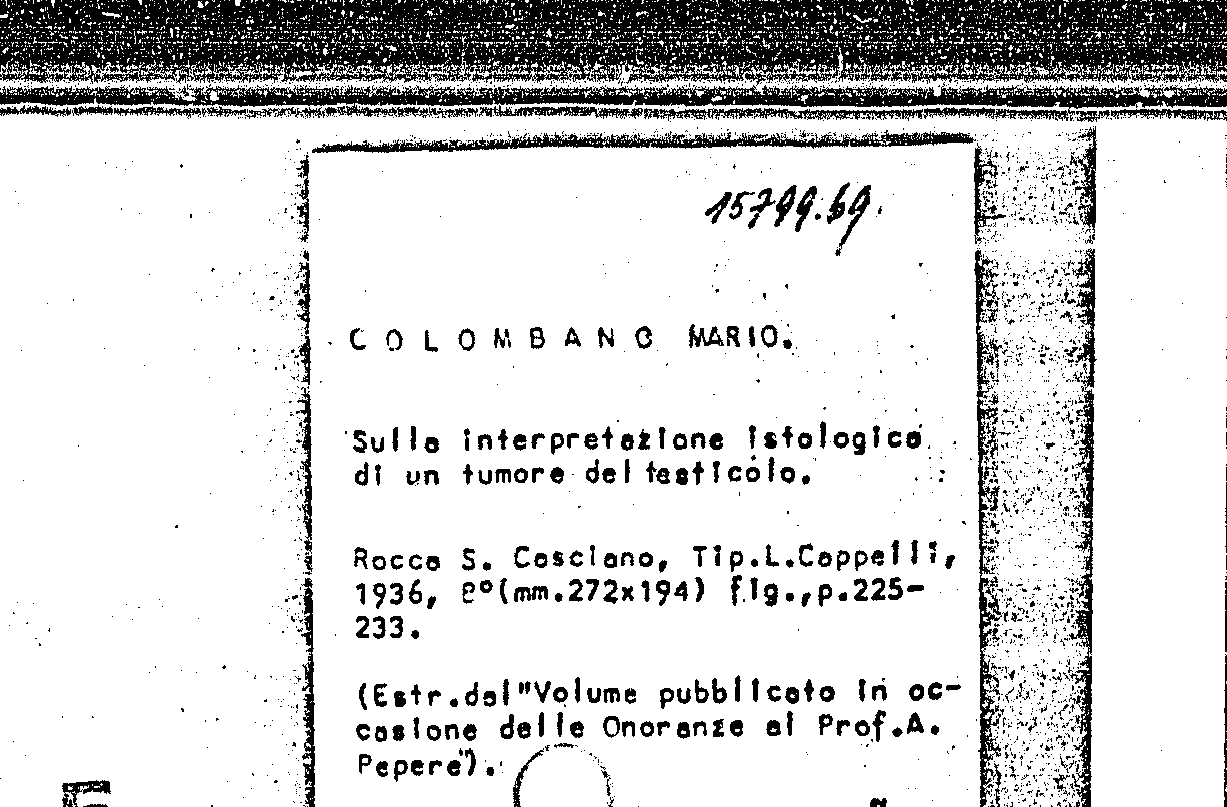 15799.69.
COLOMBANO MARIO.
Sulla interpretazione istologica
di un tumore del testicolo.
Rocca S. Casciano, Tip.L.Cappelli,
1936, 8°(mm.272x194) fig.,p.225-
233.
(Estr.dal"Volume pubblicato in oc-
casione delle Onoranze al Prof.A.
Pepere").